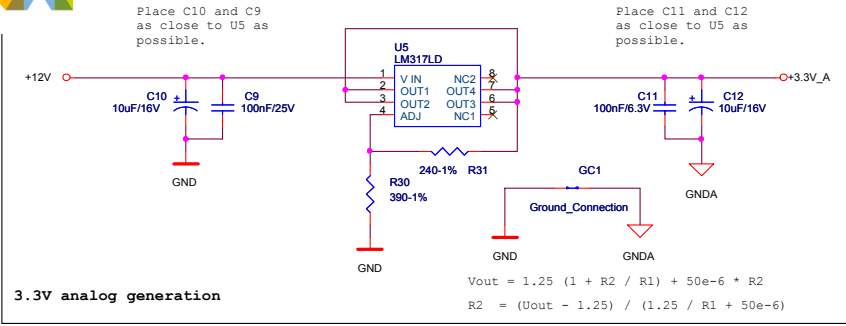 Place C10 and C9
as close to U5 as
possible.
Place C11 and C12
as close to U5 as
possible.
U5
LM317LD
+12V
1 V IN NC2 8
2 OUT1 OUT4 7
3 OUT2 OUT3 6
4 ADJ NC1 5
+3.3V_A
C10
10uF/16V
+
C9
100nF/25V
C11
100nF/6.3V
+
C12
10uF/16V
GND
240-1% R31
R30
390-1%
GC1
Ground_Connection
GNDA
GND
GND
GNDA
Vout = 1.25 (1 + R2 / R1) + 50e-6 * R2
3.3V analog generation
R2 = (Uout - 1.25) / (1.25 / R1 + 50e-6)